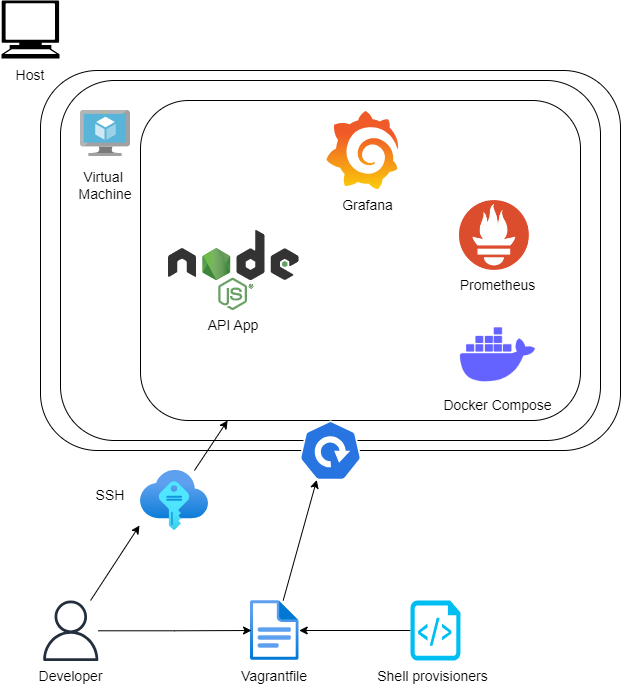 Host
Virtual
Machine
Grafana
Prometheus
node
JS
®
API App
Docker Compose
SSH
</>
Developer
Vagrantfile
Shell provisioners